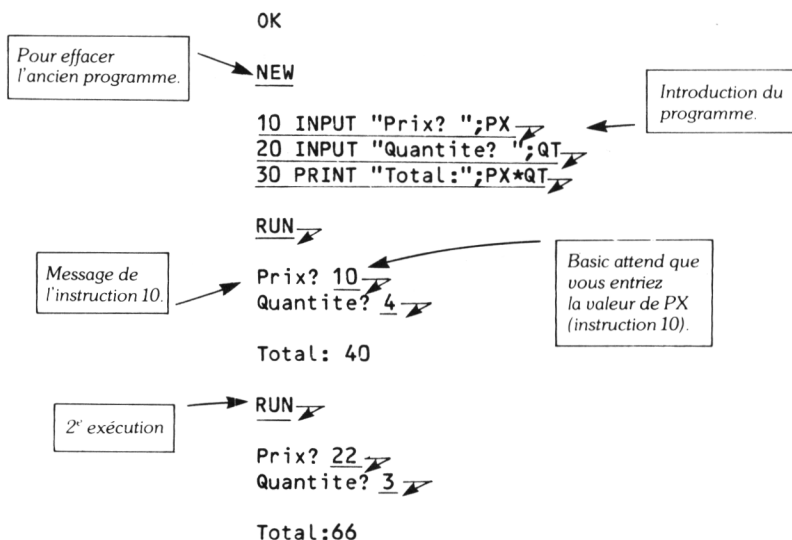 OK
Pour effacer
l'ancien programme.
NEW
Introduction du
programme.
10 INPUT "Prix? ";PX
20 INPUT "Quantite? ";QT
30 PRINT "Total:";PX*QT
RUN
Message de
l'instruction 10.
Prix? 10
Quantite? 4
Basic attend que
vous entriez
la valeur de PX
(instruction 10).
Total: 40
2e exécution
RUN
Prix? 22
Quantite? 3
Total:66